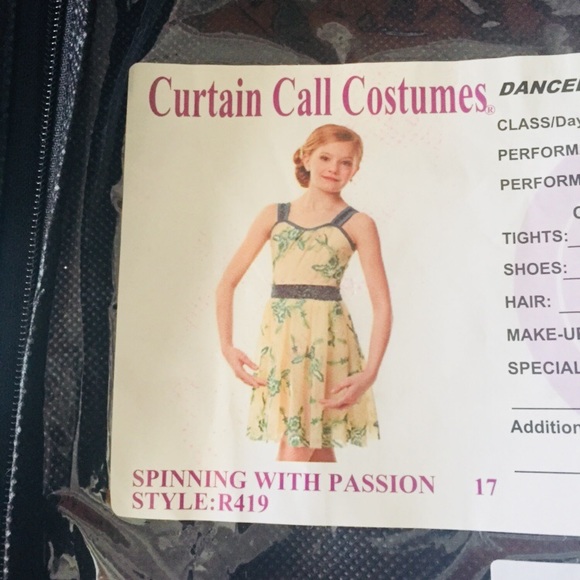 Curtain Call Costumes®
DANCE
CLASS/Day
PERFORM
PERFORM
TIGHTS:
SHOES:
HAIR:
MAKE-UP
SPECIAL
Addition
SPINNING WITH PASSION 17
STYLE:R419